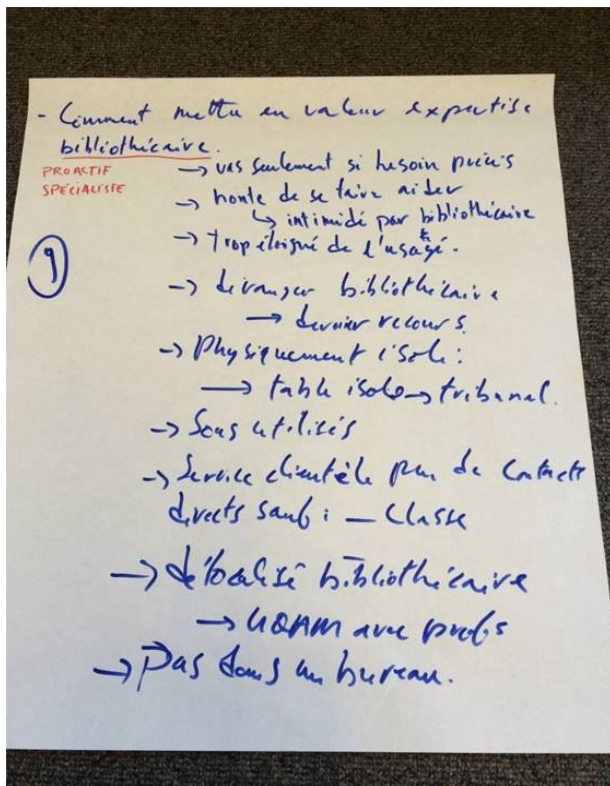 - Comment mettre en valeur expertise
bibliothécaire.
PROACTIF
SPÉCIALISTE
→ vas seulement si besoin précis
→ honte de se faire aider
↳ intimidé par bibliothécaire
→ trop éloigné de l'usagé.
9
→ déranger bibliothécaire
→ dernier recours.
→ Physiquement isolé :
→ table isolé → tribunal.
→ Sous utilisés
→ Service clientèle peu de contacts
directs sauf : - Classe
→ délocalisé bibliothécaire
→ UQAM avec profs
→ Pas dans un bureau.